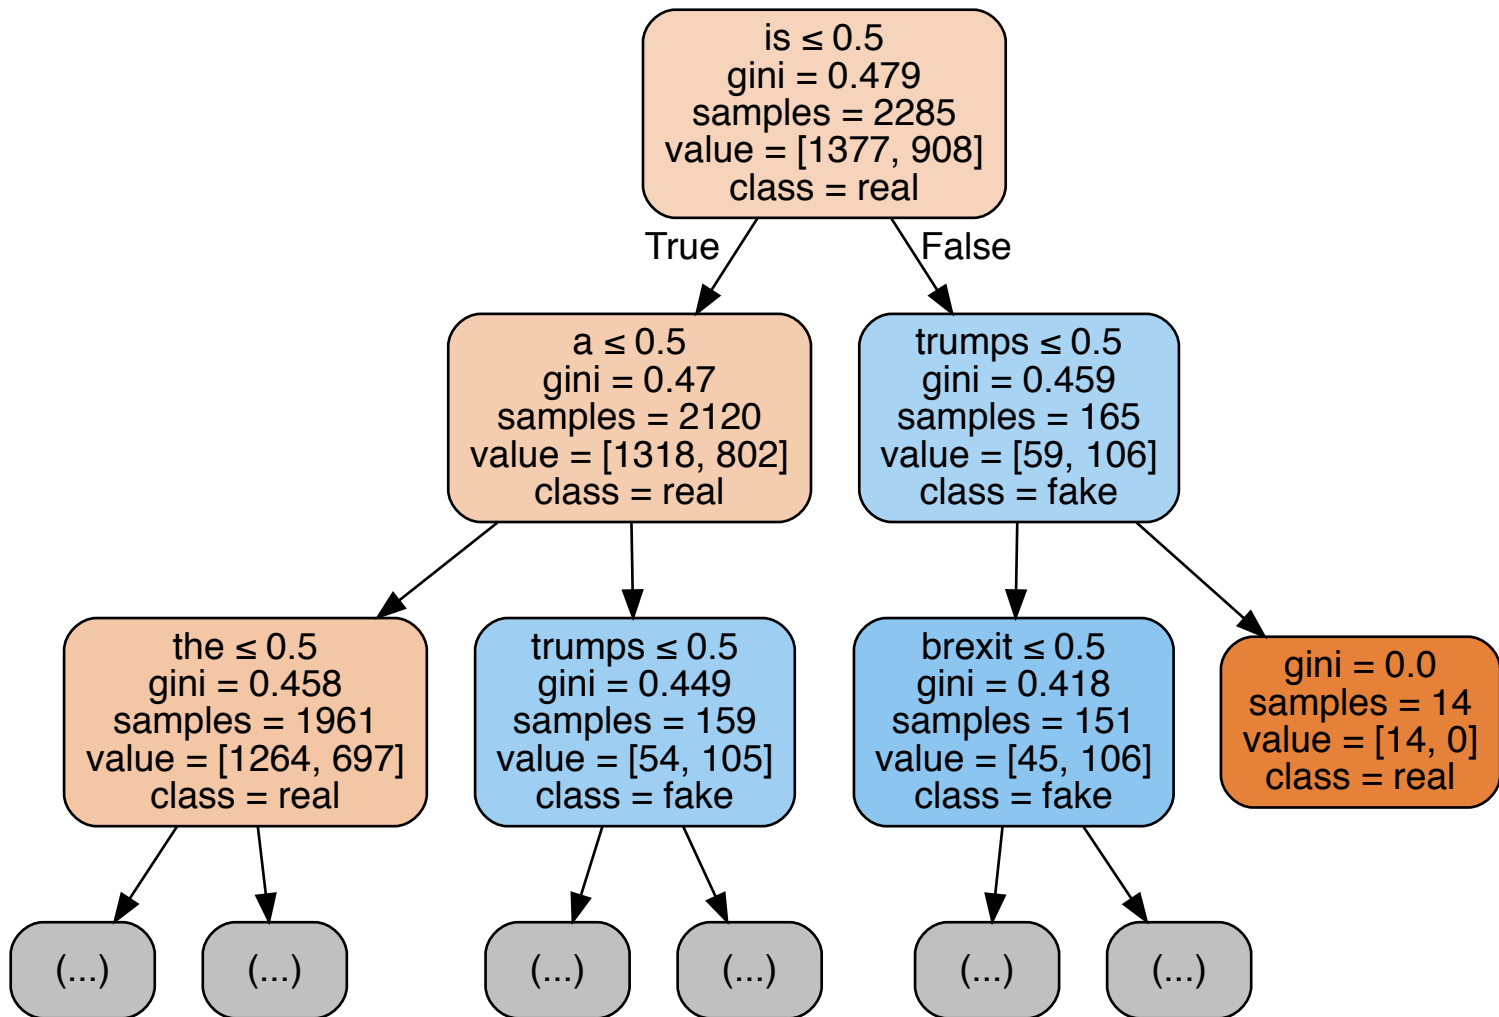 is ≤ 0.5
gini = 0.479
samples = 2285
value = [1377, 908]
class = real
True
False
a ≤ 0.5
gini = 0.47
samples = 2120
value = [1318, 802]
class = real
trumps ≤ 0.5
gini = 0.459
samples = 165
value = [59, 106]
class = fake
the ≤ 0.5
gini = 0.458
samples = 1961
value = [1264, 697]
class = real
trumps ≤ 0.5
gini = 0.449
samples = 159
value = [54, 105]
class = fake
brexit ≤ 0.5
gini = 0.418
samples = 151
value = [45, 106]
class = fake
gini = 0.0
samples = 14
value = [14, 0]
class = real
(...)
(...)
(...)
(...)
(...)
(...)